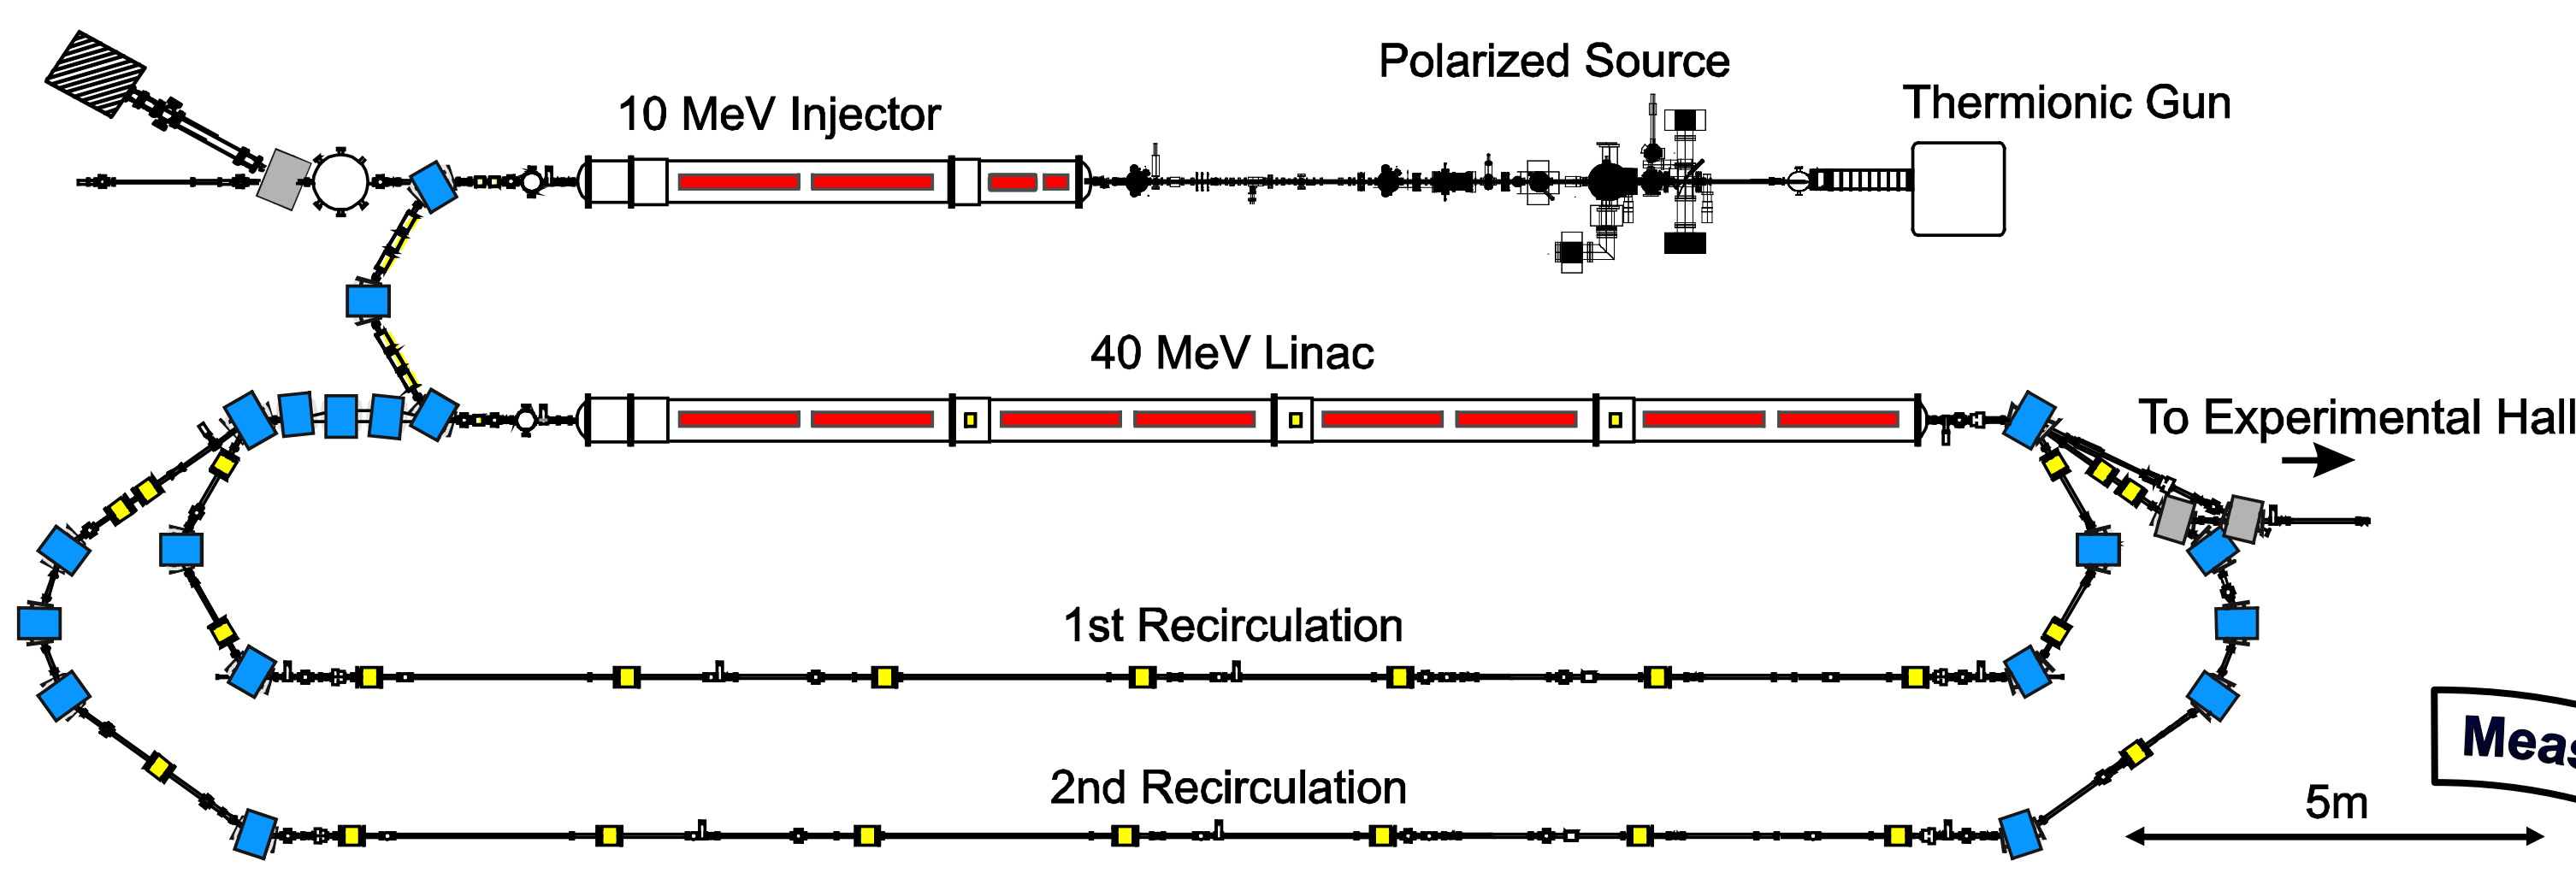 Polarized Source
Thermionic Gun
10 MeV Injector
40 MeV Linac
To Experimental Hall
1st Recirculation
2nd Recirculation
5m